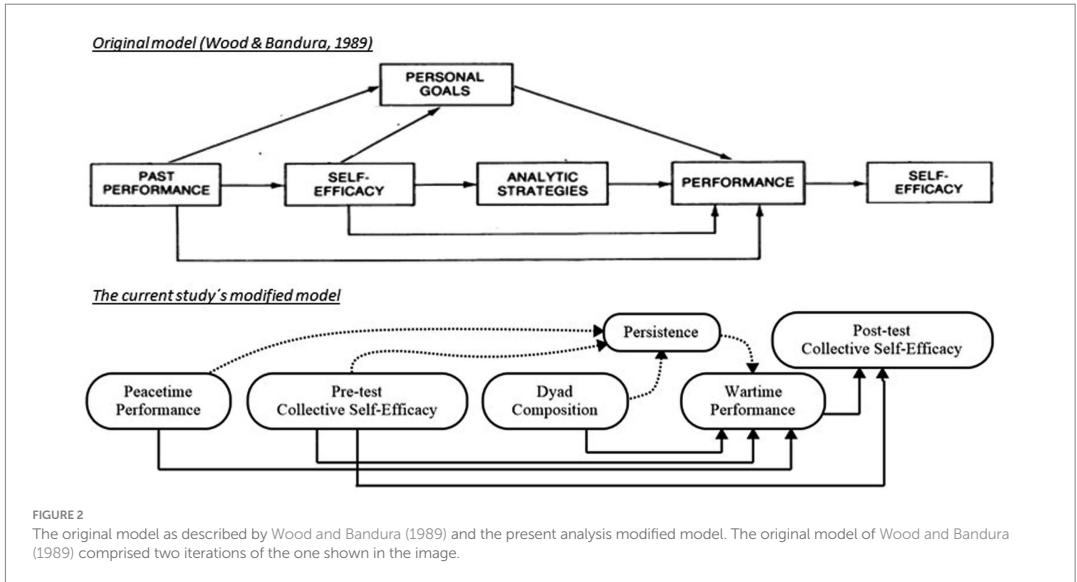 Original model (Wood & Bandura, 1989)
PERSONAL
GOALS
PAST
PERFORMANCE
SELF-
EFFICACY
ANALYTIC
STRATEGIES
PERFORMANCE
SELF-
EFFICACY
The current study´s modified model
Persistence
Post-test
Collective Self-Efficacy
Peacetime
Performance
Pre-test
Collective Self-Efficacy
Dyad
Composition
Wartime
Performance
FIGURE 2
The original model as described by Wood and Bandura (1989) and the present analysis modified model. The original model of Wood and Bandura
(1989) comprised two iterations of the one shown in the image.